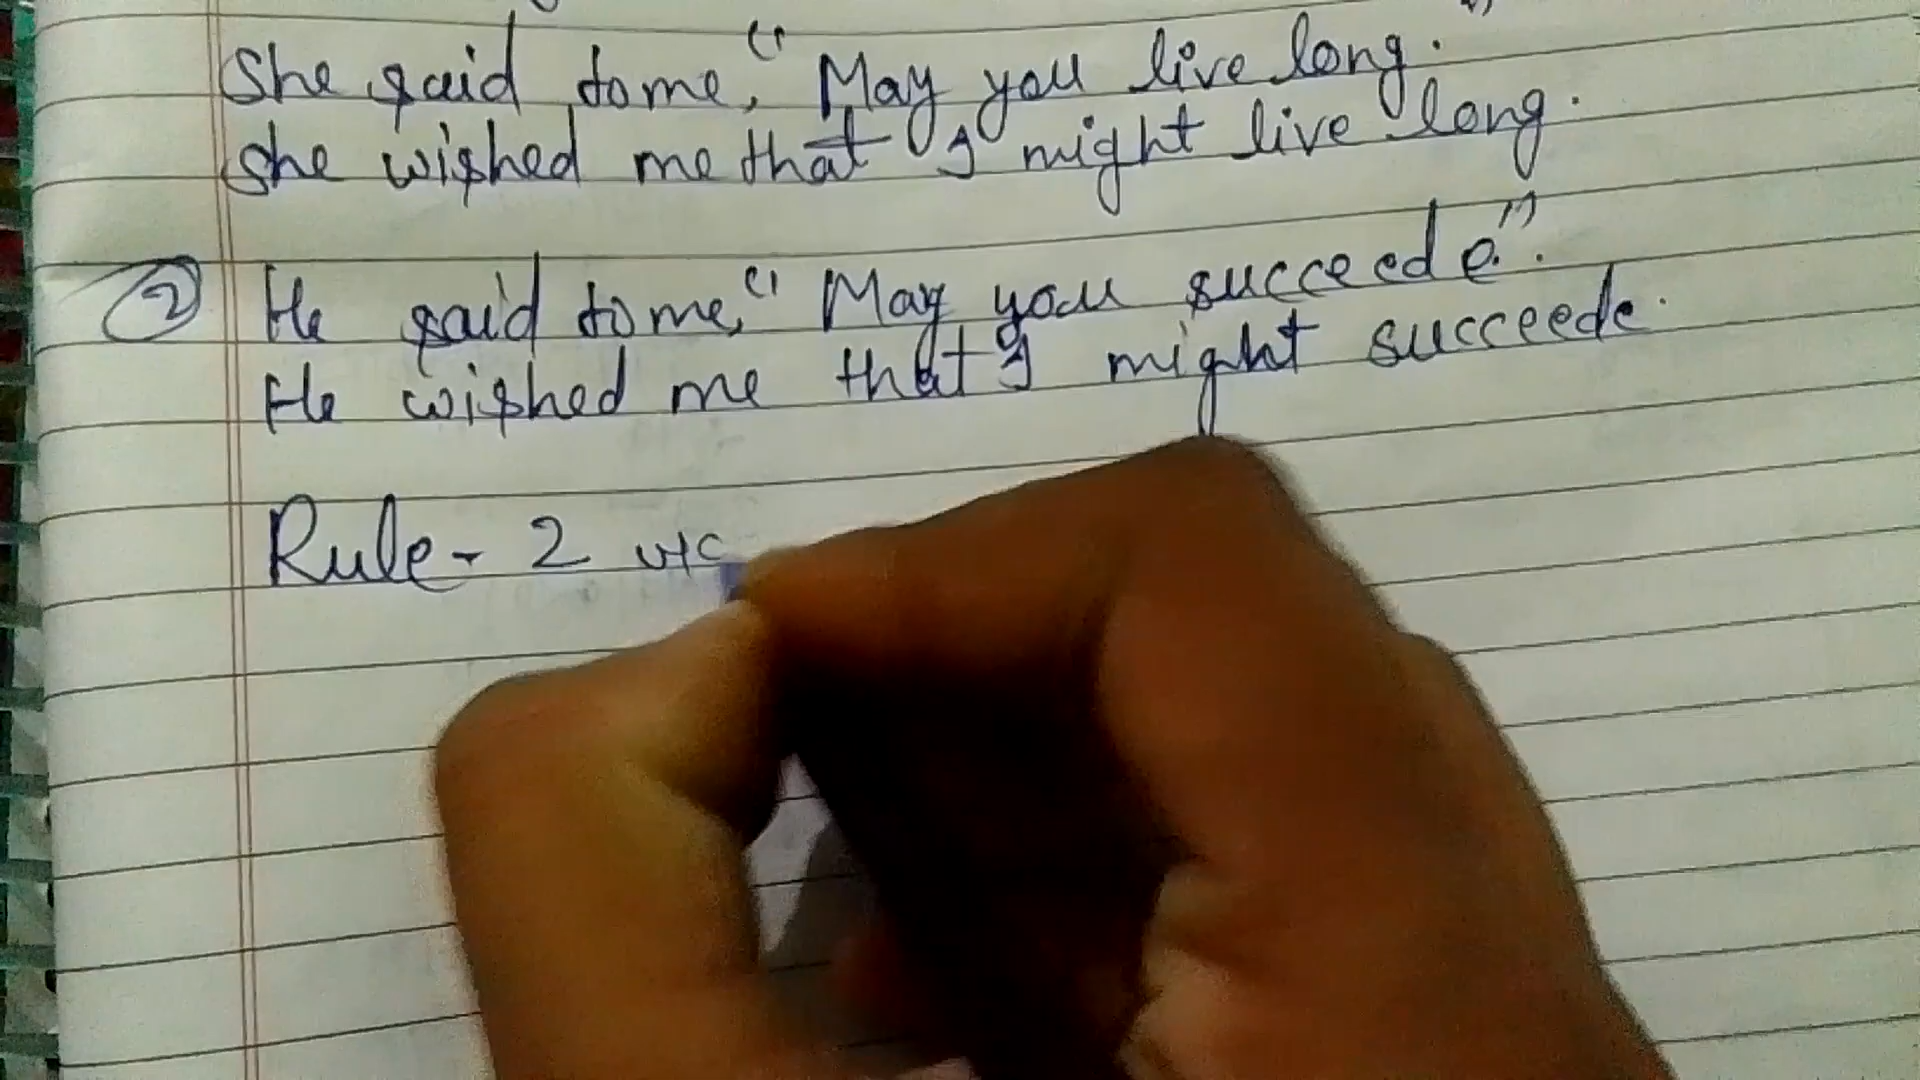 She said to me, "May you live long."
She wished me that I might live long.
② He said to me, "May you succeede".
He wished me that I might succeede.
Rule - 2